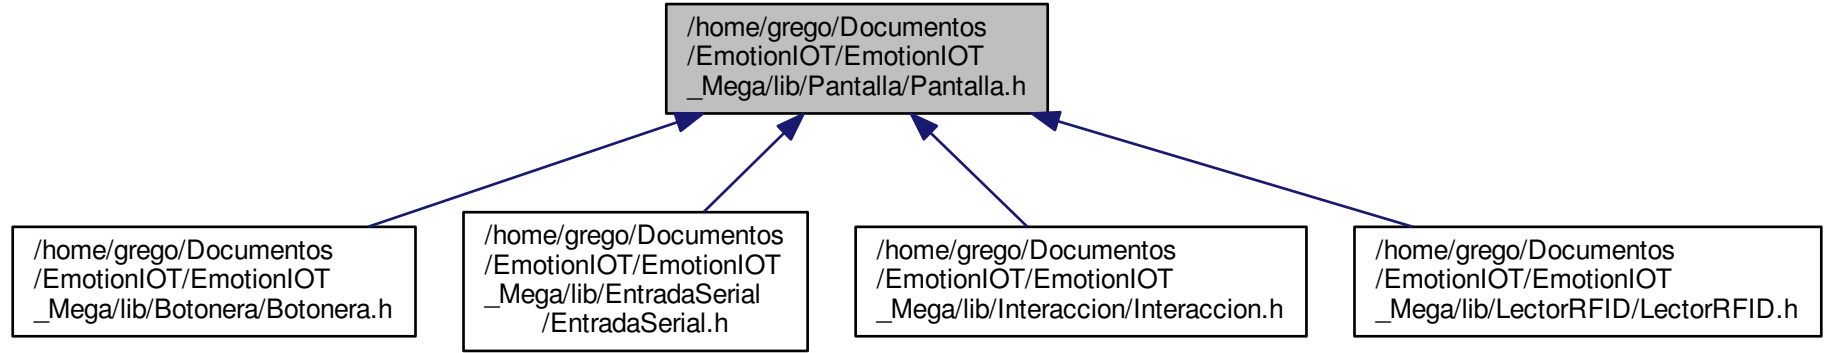 /home/grego/Documentos
/EmotionIOT/EmotionIOT
_Mega/lib/Pantalla/Pantalla.h
/home/grego/Documentos
/EmotionIOT/EmotionIOT
_Mega/lib/Botonera/Botonera.h
/home/grego/Documentos
/EmotionIOT/EmotionIOT
_Mega/lib/EntradaSerial
/EntradaSerial.h
/home/grego/Documentos
/EmotionIOT/EmotionIOT
_Mega/lib/Interaccion/Interaccion.h
/home/grego/Documentos
/EmotionIOT/EmotionIOT
_Mega/lib/LectorRFID/LectorRFID.h